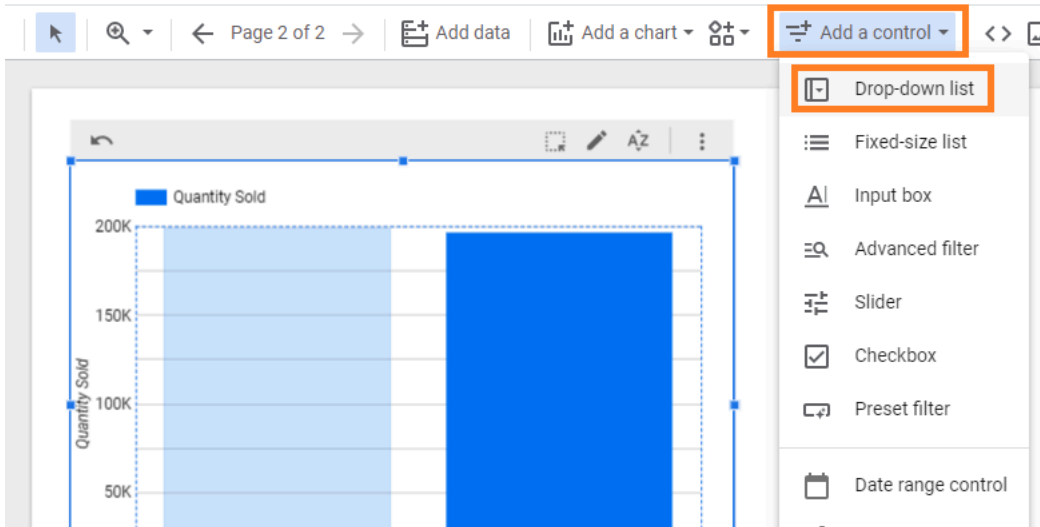 Page 2 of 2
Add data
Add a chart
Add a control
Drop-down list
Fixed-size list
Input box
Advanced filter
Slider
Checkbox
Preset filter
Date range control
Quantity Sold
200K
150K
100K
50K
Quantity Sold